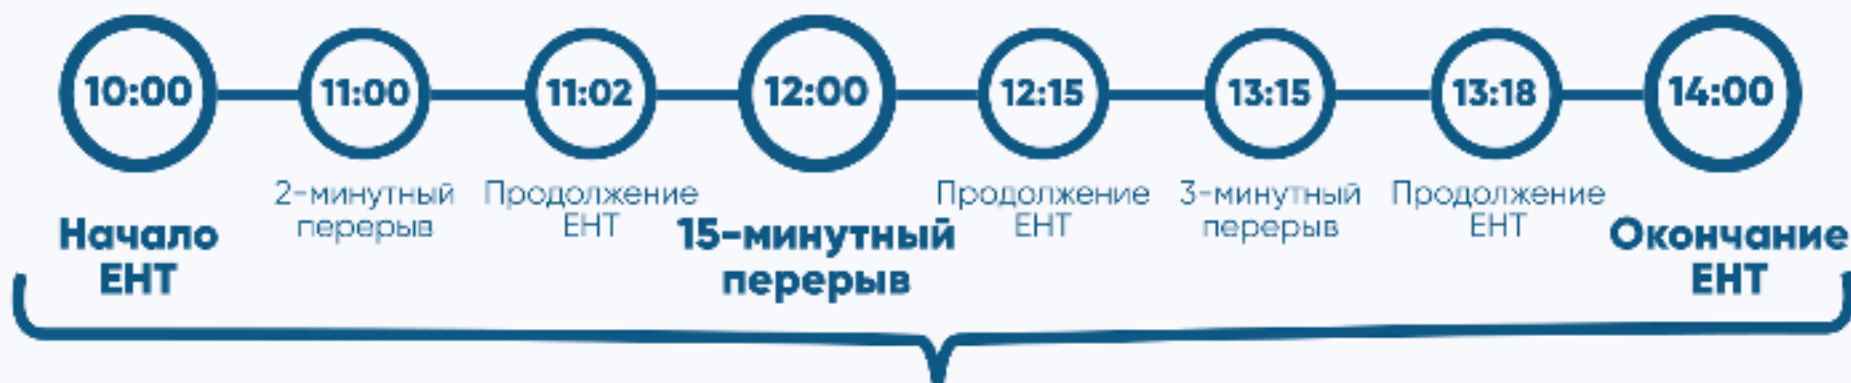 10:00
11:00
11:02
12:00
12:15
13:15
13:18
14:00
Начало
ЕНТ
2-минутный
перерыв
Продолжение
ЕНТ
15-минутный
перерыв
Продолжение
ЕНТ
3-минутный
перерыв
Продолжение
ЕНТ
Окончание
ЕНТ